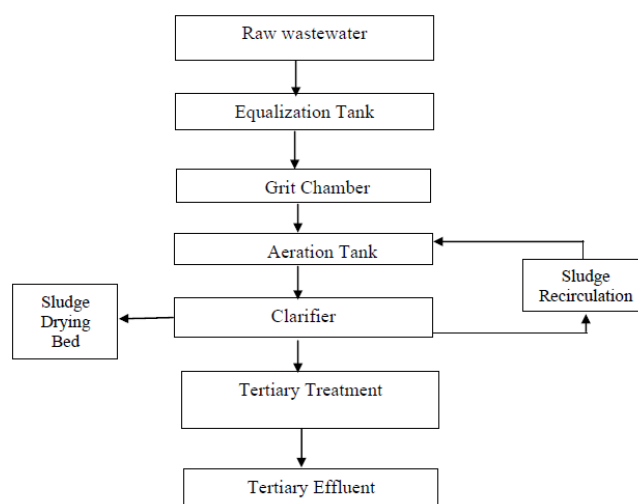 Raw wastewater
Equalization Tank
Grit Chamber
Aeration Tank
Sludge
Recirculation
Sludge
Drying
Bed
Clarifier
Tertiary Treatment
Tertiary Effluent